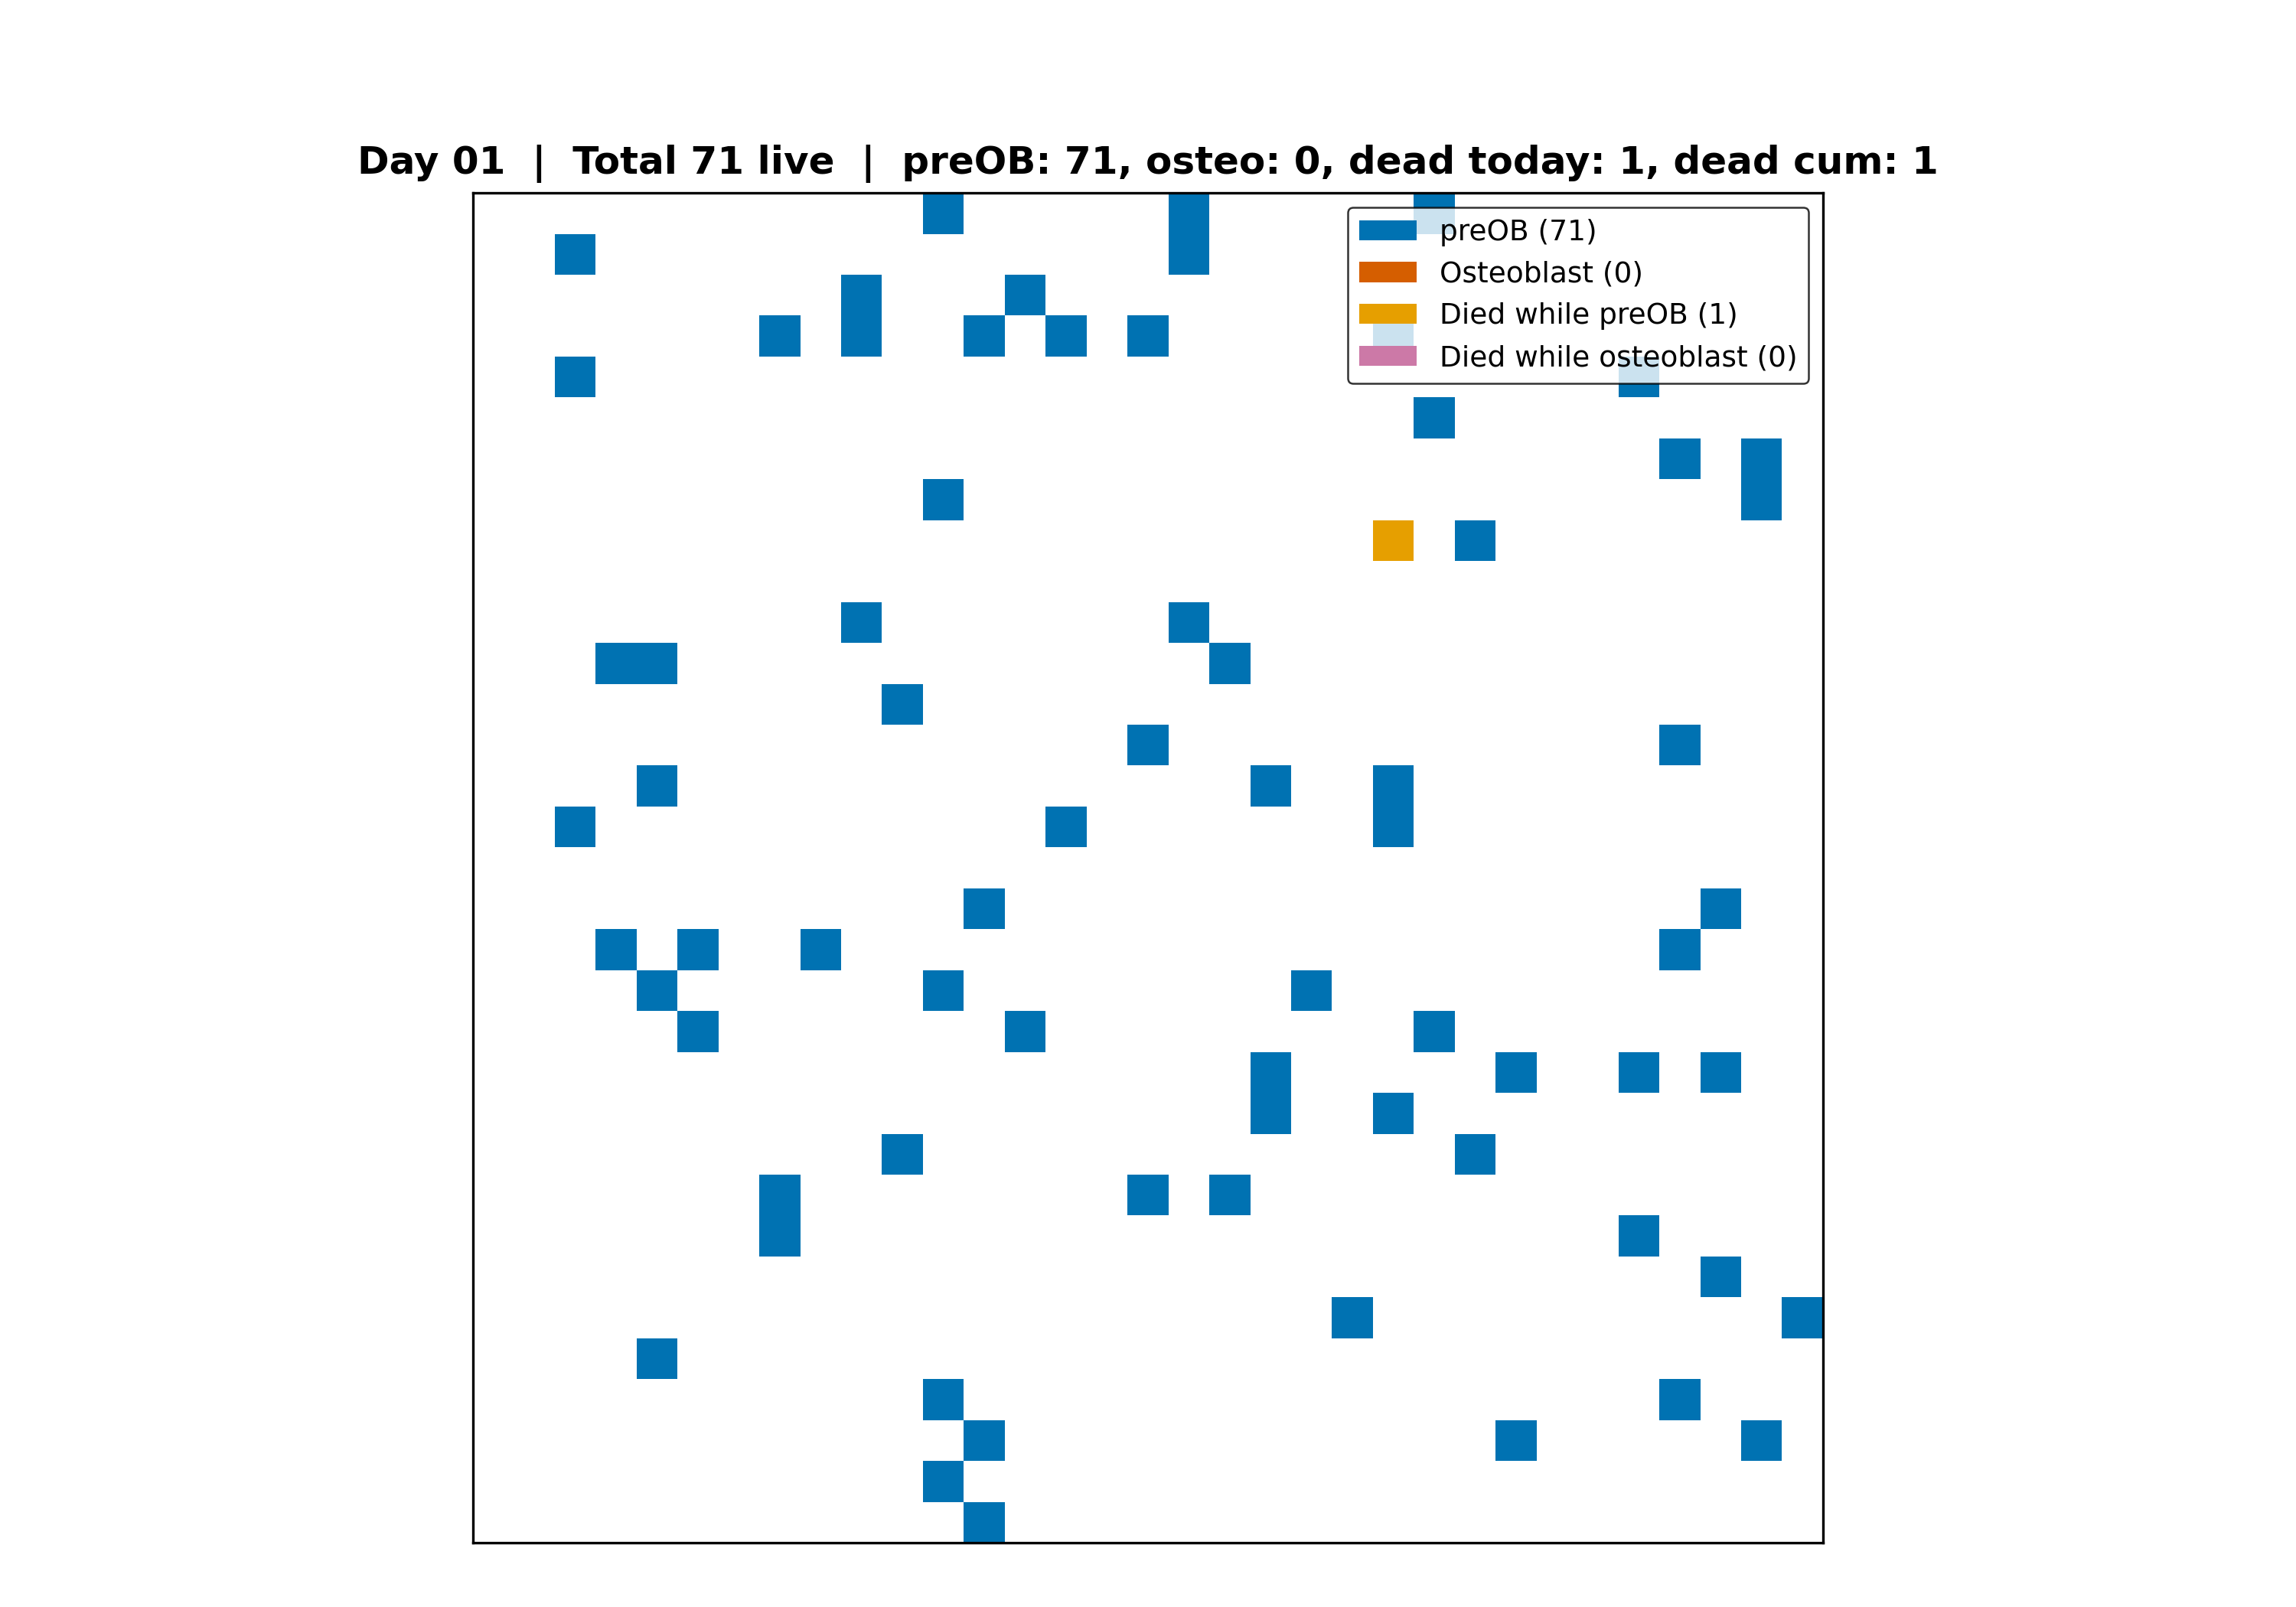 Day 01 | Total 71 live | preOB: 71, osteo: 0, dead today: 1, dead cum: 1
preOB (71)
Osteoblast (0)
Died while preOB (1)
Died while osteoblast (0)